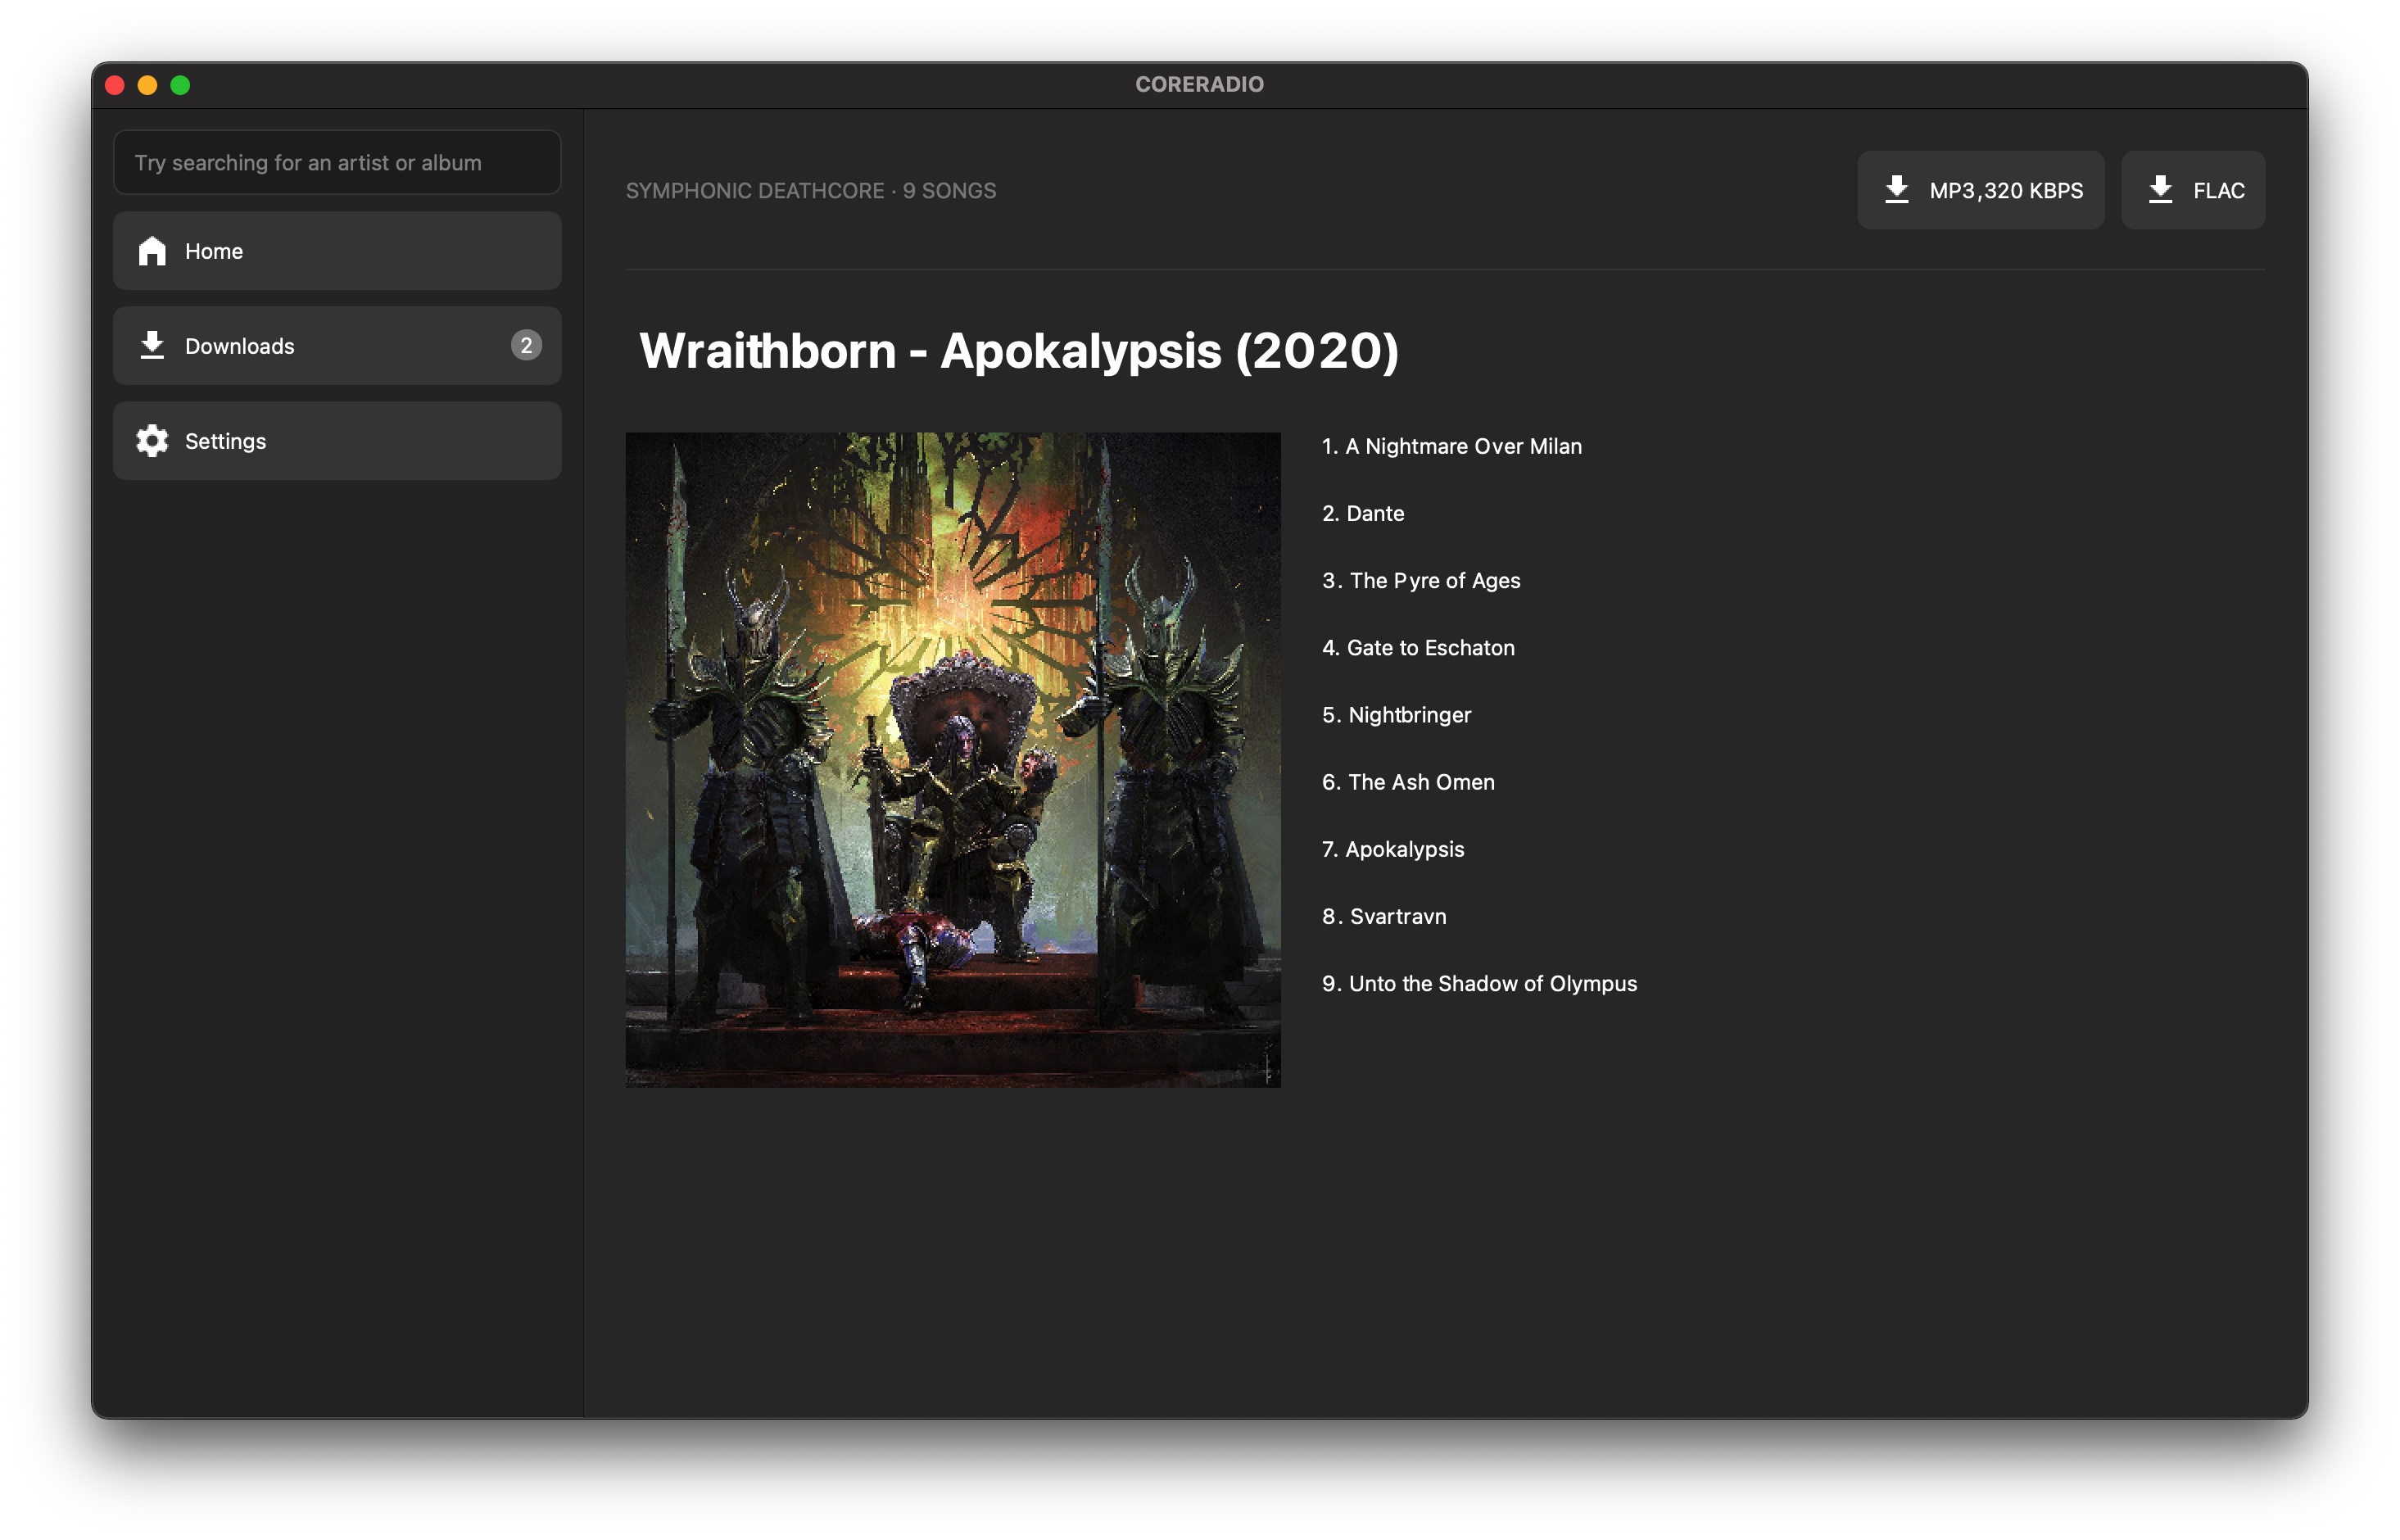 CORERADIO
Try searching for an artist or album
Home
Downloads 2
Settings
SYMPHONIC DEATHCORE · 9 SONGS
MP3,320 KBPS
FLAC
Wraithborn - Apokalypsis (2020)
1. A Nightmare Over Milan
2. Dante
3. The Pyre of Ages
4. Gate to Eschaton
5. Nightbringer
6. The Ash Omen
7. Apokalypsis
8. Svartravn
9. Unto the Shadow of Olympus